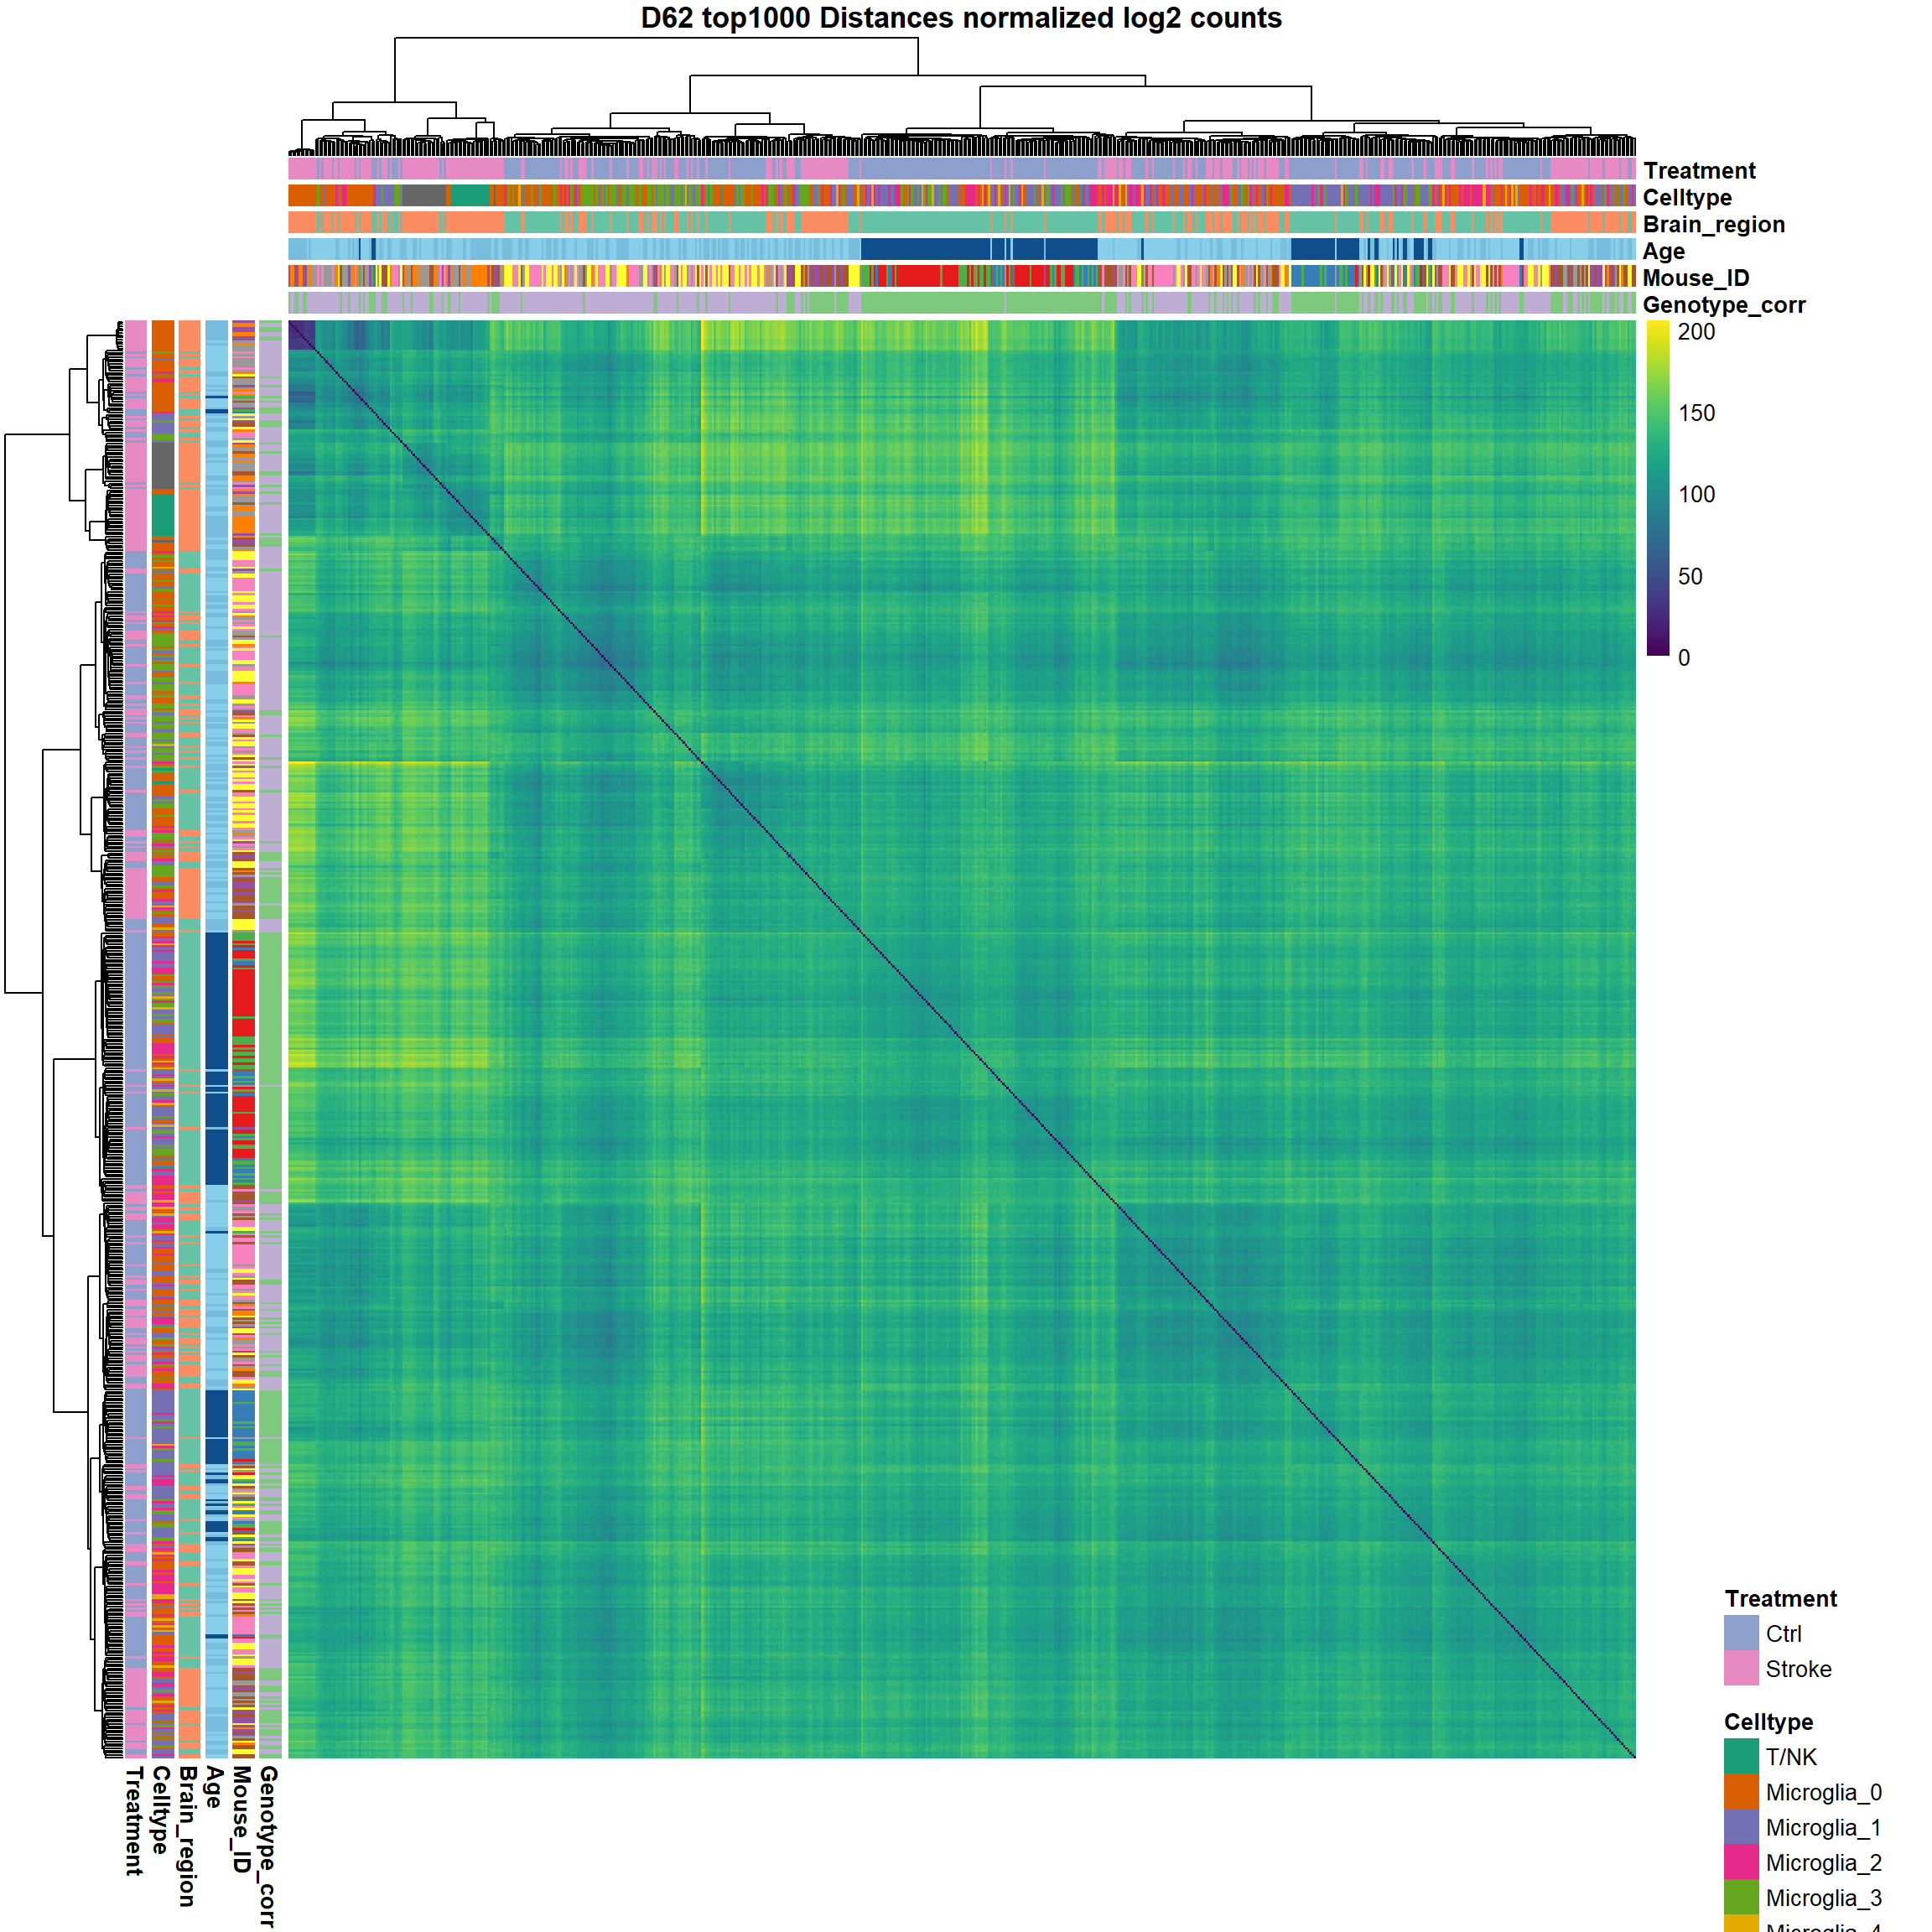 D62 top1000 Distances normalized log2 counts
Treatment
Celltype
Brain_region
Age
Mouse_ID
Genotype_corr
200
150
100
50
0
Treatment
Celltype
Brain_region
Age
Mouse_ID
Genotype_corr
Treatment
Ctrl
Stroke
Celltype
T/NK
Microglia_0
Microglia_1
Microglia_2
Microglia_3
Microglia_4